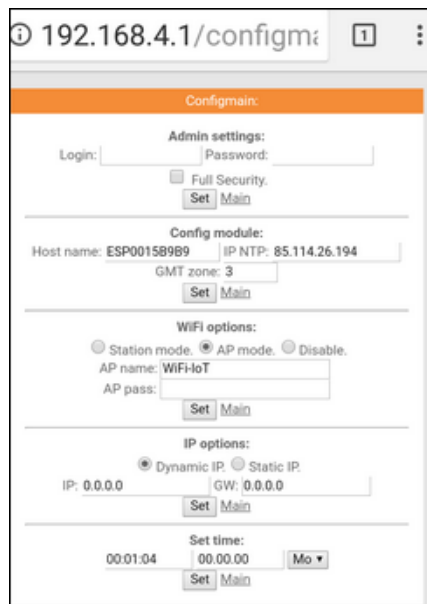 192.168.4.1/configma
1
Configmain:
Admin settings:
Login: Password:
Full Security.
Set Main
Config module:
Host name: ESP0015B9B9 IP NTP: 85.114.26.194
GMT zone: 3
Set Main
WiFi options:
Station mode. AP mode. Disable.
AP name: WiFi-IoT
AP pass:
Set Main
IP options:
Dynamic IP. Static IP.
IP: 0.0.0.0 GW: 0.0.0.0
Set Main
Set time:
00:01:04 00.00.00 Mo
Set Main